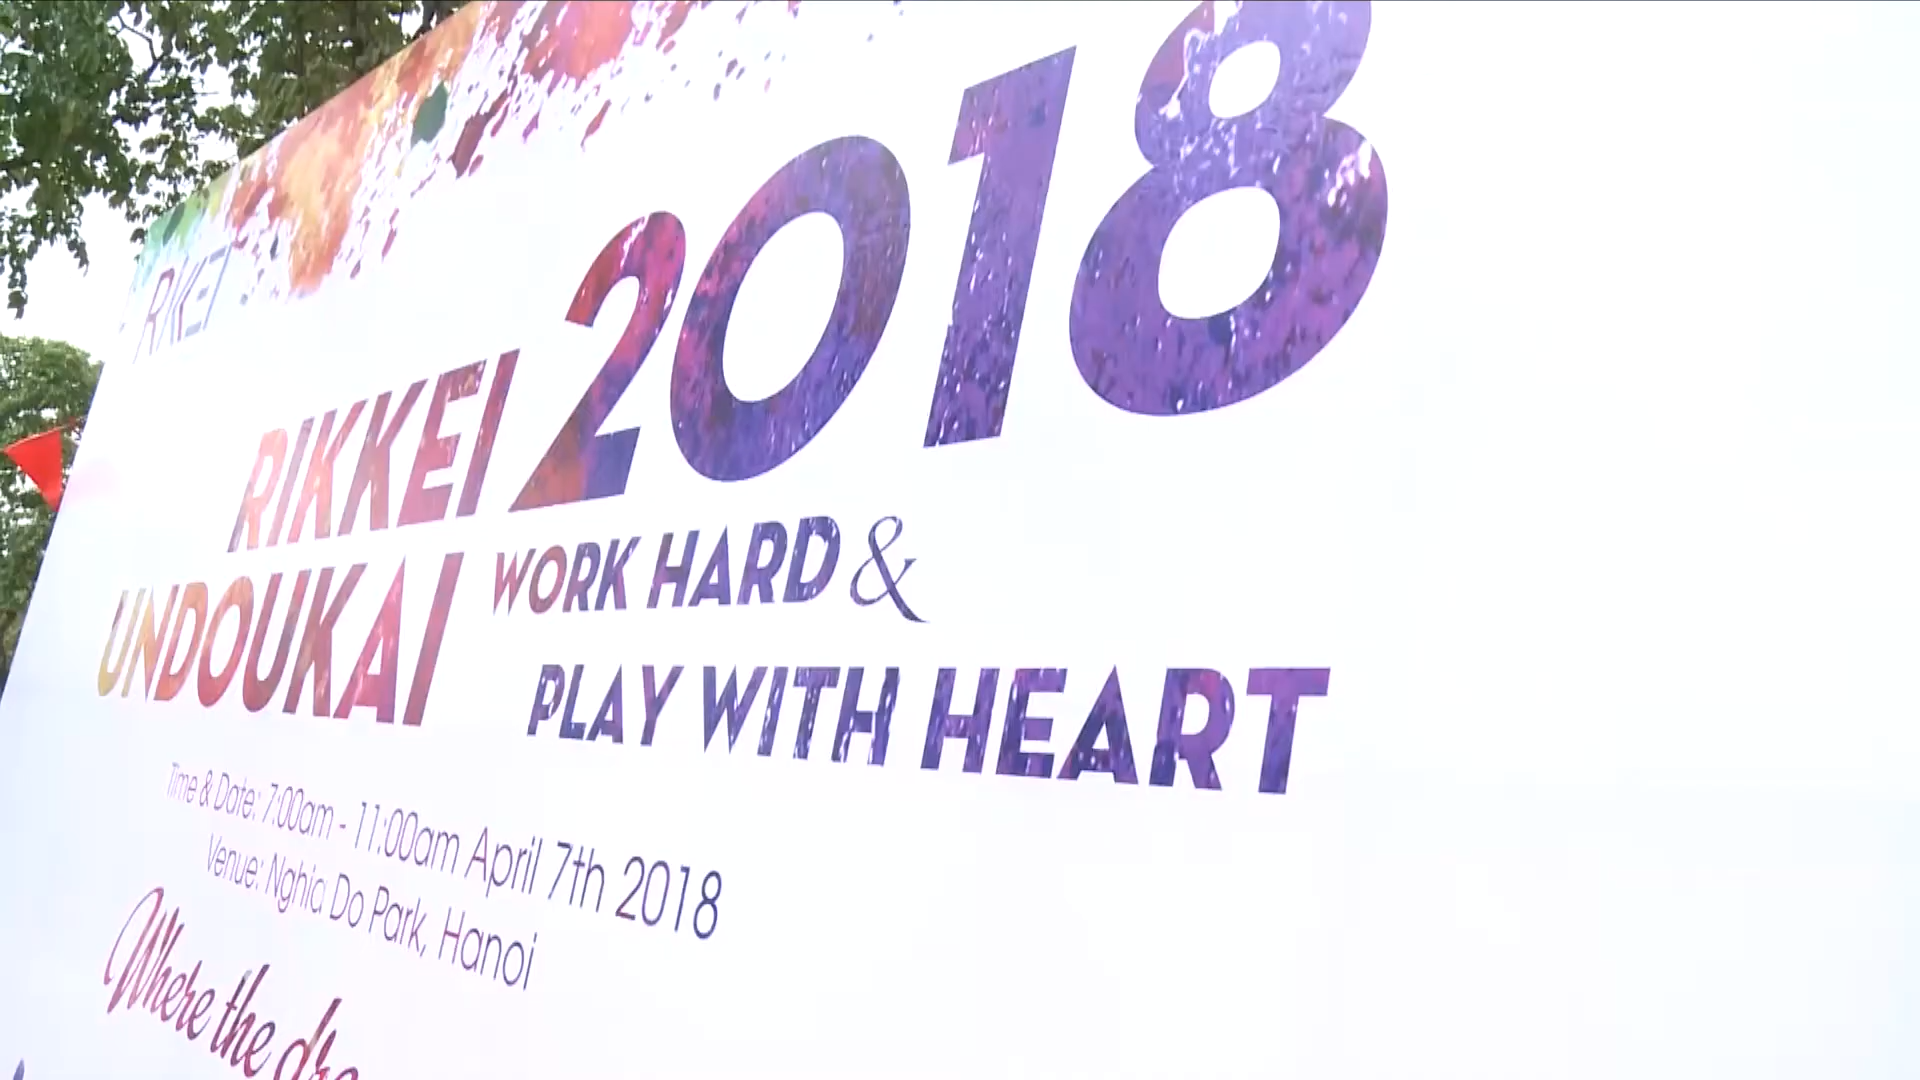 RIKKEI
RIKKEI 2018
UNDOUKAI
WORK HARD &
PLAY WITH HEART
Time & Date: 7:00am - 11:00am April 7th 2018
Venue: Nghia Do Park, Hanoi
Where the